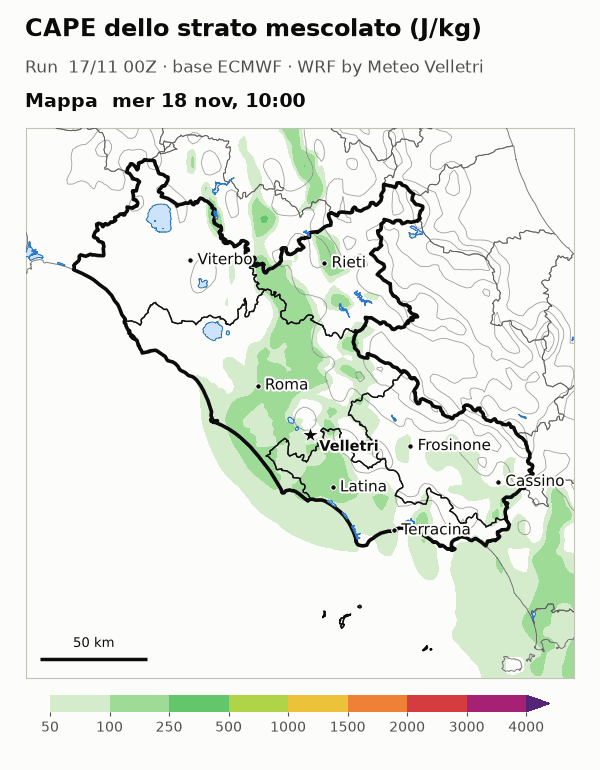 CAPE dello strato mescolato (J/kg)
Run  17/11 00Z · base ECMWF · WRF by Meteo Velletri
Mappa  mer 18 nov, 10:00
Viterbo
Rieti
Roma
Velletri
Frosinone
Latina
Cassino
Terracina
50 km
50 100 250 500 1000 1500 2000 3000 4000